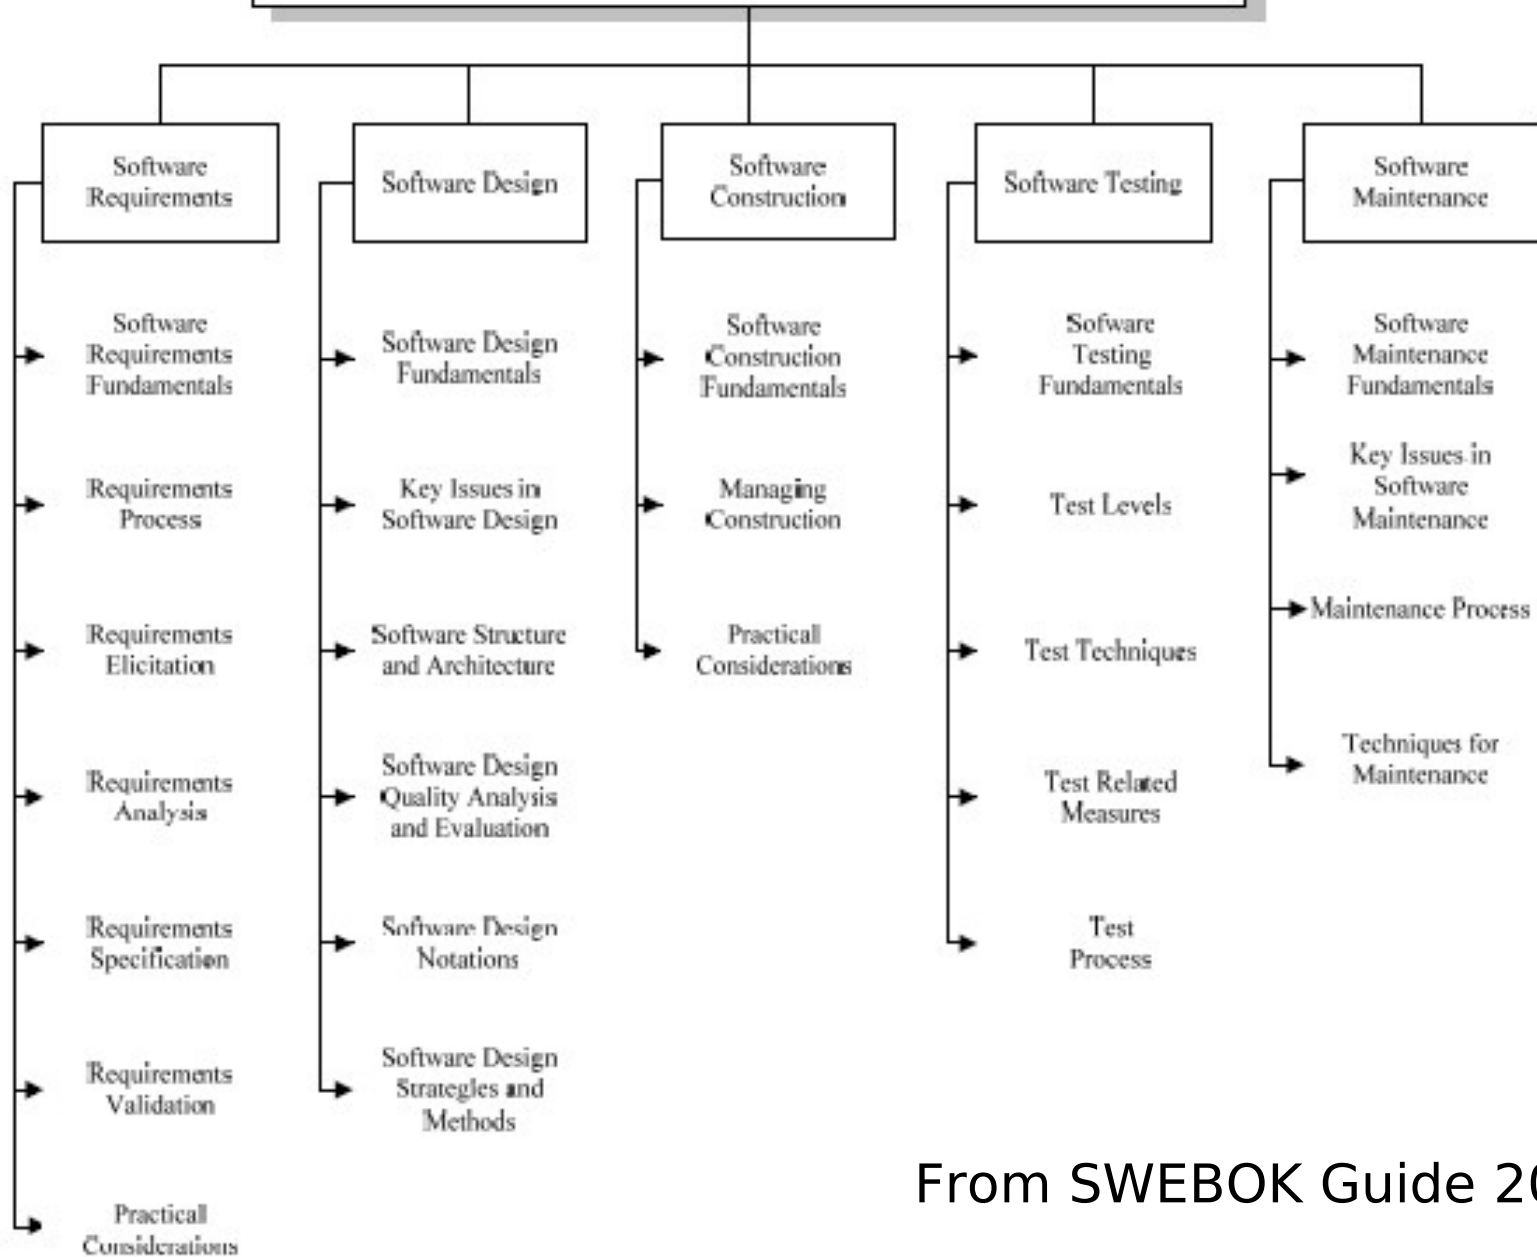 Software
Requirements
Software Design
Software
Construction
Software Testing
Software
Maintenance
Software
Requirements
Fundamentals
Requirements
Process
Requirements
Elicitation
Requirements
Analysis
Requirements
Specification
Requirements
Validation
Practical
Considerations
Software Design
Fundamentals
Key Issues in
Software Design
Software Structure
and Architecture
Software Design
Quality Analysis
and Evaluation
Software Design
Notations
Software Design
Strategles and
Methods
Software
Construction
Fundamentals
Managing
Construction
Practical
Considerations
Sofware
Testing
Fundamentals
Test Levels
Test Techniques
Test Related
Measures
Test
Process
Software
Maintenance
Fundamentals
Key Issues in
Software
Maintenance
Maintenance Process
Techniques for
Maintenance
From SWEBOK Guide 20